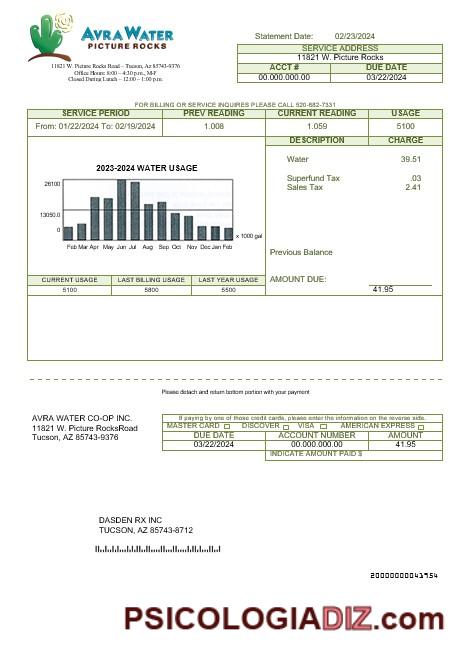 AVRA WATER
PICTURE ROCKS
11821 W. Picture Rocks Road – Tucson, Az 85743-9376
Office Hours: 8:00 – 4:30 p.m., M-F
Closed During Lunch – 12:00 – 1:00 p.m.
Statement Date: 02/23/2024
SERVICE ADDRESS
11821 W. Picture Rocks
ACCT # DUE DATE
00.000.000.00 03/22/2024
FOR BILLING OR SERVICE INQUIRES PLEASE CALL 520-682-7331
SERVICE PERIOD PREV READING CURRENT READING USAGE
From: 01/22/2024 To: 02/19/2024 1.008 1.059 5100
DESCRIPTION CHARGE
Water 39.51
Superfund Tax .03
Sales Tax 2.41
2023-2024 WATER USAGE
26100
13050.0
0
x 1000 gal
Feb Mar Apr May Jun Jul Aug Sep Oct Nov Dec Jan Feb
Previous Balance
AMOUNT DUE:
41.95
CURRENT USAGE LAST BILLING USAGE LAST YEAR USAGE
5100 5800 5500
Please detach and return bottom portion with your payment
AVRA WATER CO-OP INC.
11821 W. Picture RocksRoad
Tucson, AZ 85743-9376
If paying by one of those credit cards, please enter the information on the reverse side.
MASTER CARD DISCOVER VISA AMERICAN EXPRESS
DUE DATE ACCOUNT NUMBER AMOUNT
03/22/2024 00.000.000.00 41.95
INDICATE AMOUNT PAID $
DASDEN RX INC
TUCSON, AZ 85743-8712
20000000041954
PSICOLOGIADIZ.com